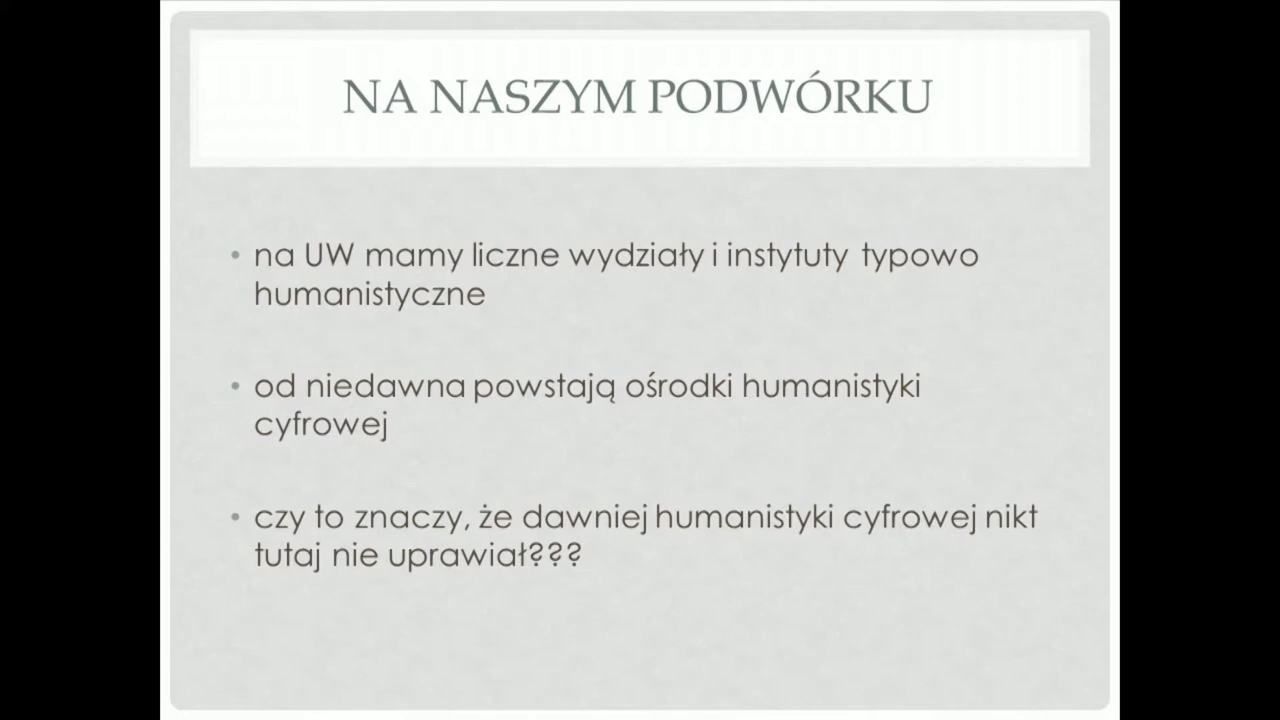 NA NASZYM PODWÓRKU
• na UW mamy liczne wydziały i instytuty typowo
humanistyczne
• od niedawna powstają ośrodki humanistyki
cyfrowej
• czy to znaczy, że dawniej humanistyki cyfrowej nikt
tutaj nie uprawiał???